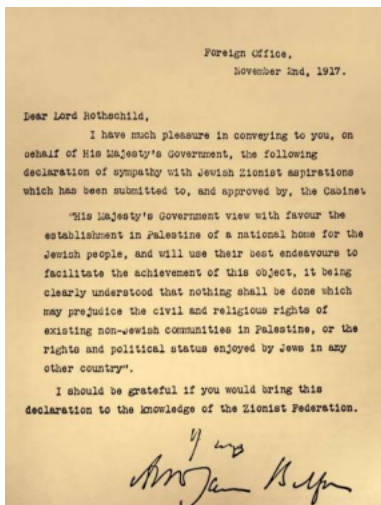 Foreign Office,
November 2nd, 1917.
Dear Lord Rothschild,
I have much pleasure in conveying to you, on
behalf of His Majesty's Government, the following
declaration of sympathy with Jewish Zionist aspirations
which has been submitted to, and approved by, the Cabinet
"His Majesty's Government view with favour the
establishment in Palestine of a national home for the
Jewish people, and will use their best endeavours to
facilitate the achievement of this object, it being
clearly understood that nothing shall be done which
may prejudice the civil and religious rights of
existing non-Jewish communities in Palestine, or the
rights and political status enjoyed by Jews in any
other country".
I should be grateful if you would bring this
declaration to the knowledge of the Zionist Federation.
Balfour